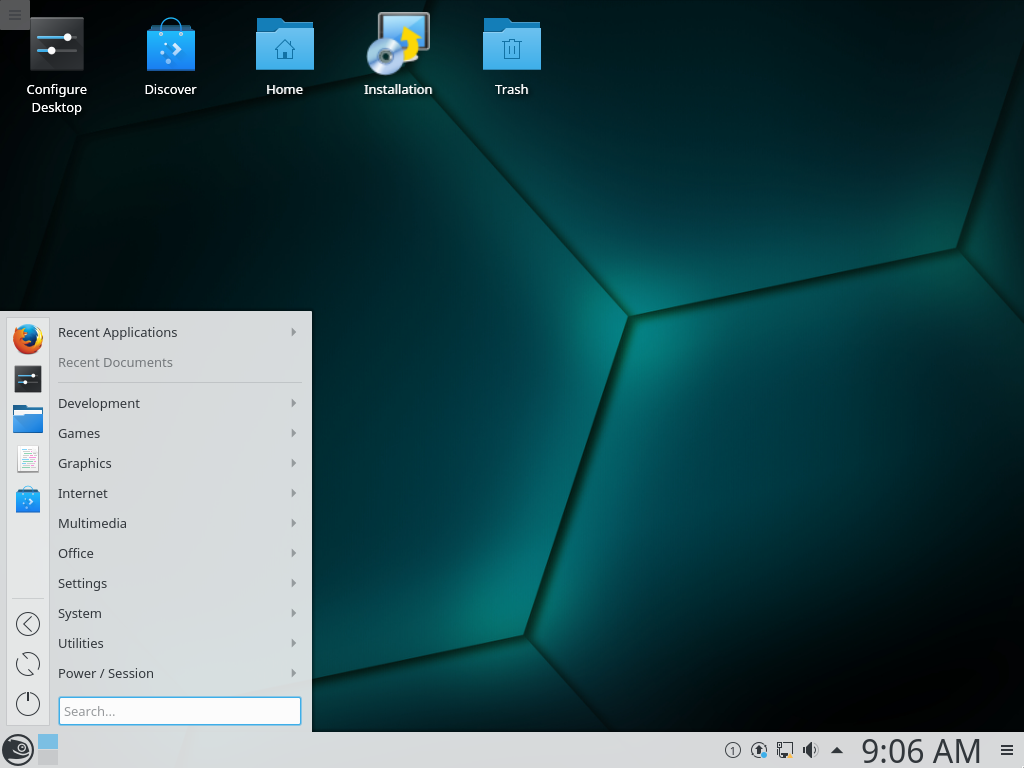 Configure
Desktop
Discover
Home
Installation
Trash
Recent Applications
Recent Documents
Development
Games
Graphics
Internet
Multimedia
Office
Settings
System
Utilities
Power / Session
Search...
1
9:06 AM